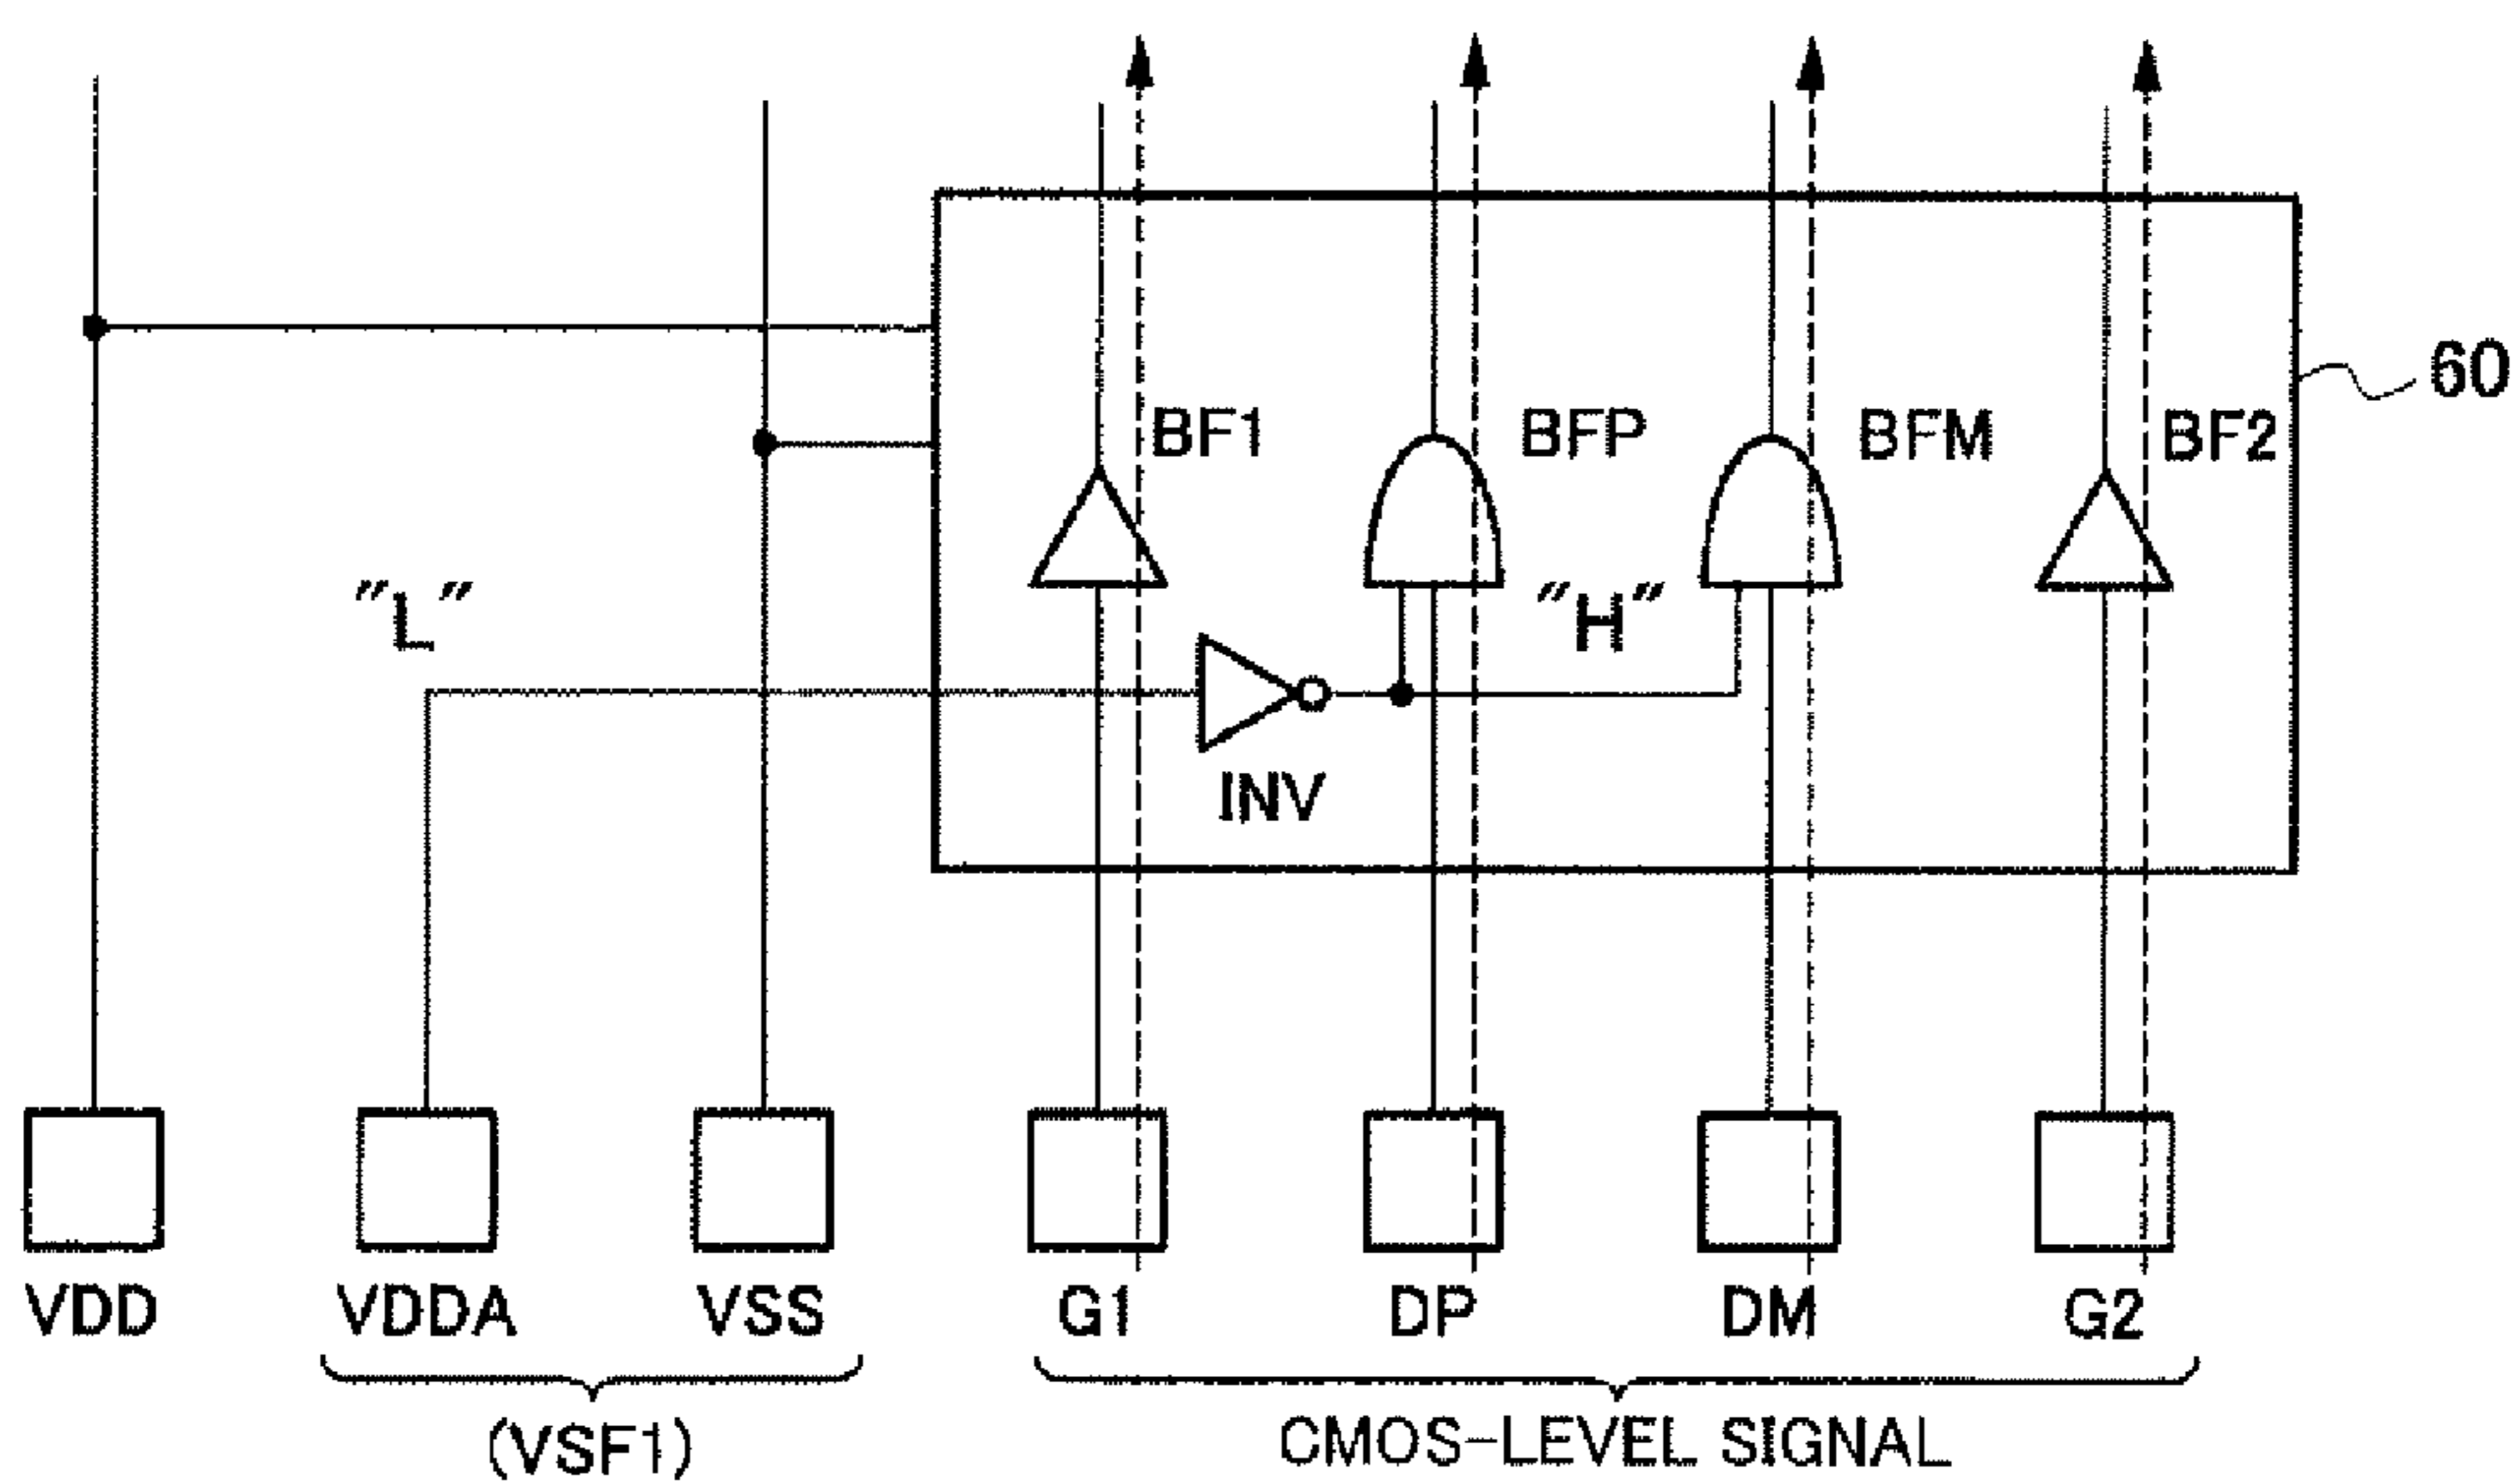 BF1
BFP
BFM
BF2
60
"L"
"H"
INV
VDD
VDDA
VSS
G1
DP
DM
G2
(VSF1)
CMOS-LEVEL SIGNAL